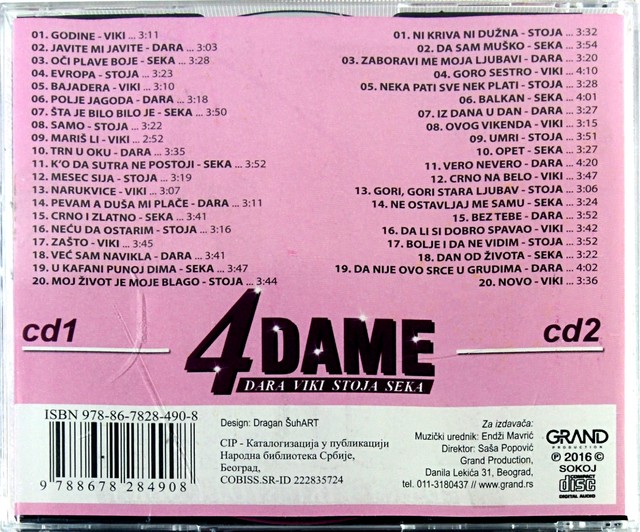 01. GODINE - VIKI ... 3:11
02. JAVITE MI JAVITE - DARA ... 3:03
03. OČI PLAVE BOJE - SEKA ... 3:28
04. EVROPA - STOJA ... 3:23
05. BAJADERA - VIKI ... 3:10
06. POLJE JAGODA - DARA ... 3:18
07. ŠTA JE BILO BILO JE - SEKA ... 3:50
08. SAMO - STOJA ... 3:22
09. MARIŠ LI - VIKI ... 2:52
10. TRN U OKU - DARA ... 3:35
11. K'O DA SUTRA NE POSTOJI - SEKA ... 3:52
12. MESEC SIJA - STOJA ... 3:19
13. NARUKVICE - VIKI ... 3:07
14. PEVAM A DUŠA MI PLAČE - DARA ... 3:11
15. CRNO I ZLATNO - SEKA ... 3:41
16. NEĆU DA OSTARIM - STOJA ... 3:16
17. ZAŠTO - VIKI ... 3:45
18. VEĆ SAM NAVIKLA - DARA ... 3:41
19. U KAFANI PUNOJ DIMA - SEKA ... 3:47
20. MOJ ŽIVOT JE MOJE BLAGO - STOJA ... 3:44
01. NI KRIVA NI DUŽNA - STOJA ... 3:32
02. DA SAM MUŠKO - SEKA ... 3:54
03. ZABORAVI ME MOJA LJUBAVI - DARA ... 3:20
04. GORO SESTRO - VIKI ... 4:10
05. NEKA PATI SVE NEK PLATI - STOJA ... 3:28
06. BALKAN - SEKA ... 4:01
07. IZ DANA U DAN - DARA ... 3:27
08. OVOG VIKENDA - VIKI ... 3:15
09. UMRI - STOJA ... 3:51
10. OPET - SEKA ... 3:27
11. VERO NEVERO - DARA ... 4:20
12. CRNO NA BELO - VIKI ... 3:47
13. GORI, GORI STARA LJUBAV - STOJA ... 3:06
14. NE OSTAVLJAJ ME SAMU - SEKA ... 3:24
15. BEZ TEBE - DARA ... 3:52
16. DA LI SI DOBRO SPAVAO - VIKI ... 3:42
17. BOLJE I DA NE VIDIM - STOJA ... 3:52
18. DAN OD ŽIVOTA - SEKA ... 3:22
19. DA NIJE OVO SRCE U GRUDIMA - DARA ... 4:02
20. NOVO - VIKI ... 3:36
cd1
cd2
4 DAME
DARA VIKI STOJA SEKA
ISBN 978-86-7828-490-8
9 788678 284908
Design: Dragan ŠuhART
CIP - Каталогизација у публикацији
Народна библиотека Србије,
Београд,
COBISS.SR-ID 222835724
Za izdavača:
Muzički urednik: Endži Mavrić
Direktor: Saša Popović
Grand Production,
Danila Lekića 31, Beograd,
tel. 011-3180437 // www.grand.rs
GRAND
PRODUCTION
℗ 2016 ©
SOKOJ
COMPACT
disc
DIGITAL AUDIO